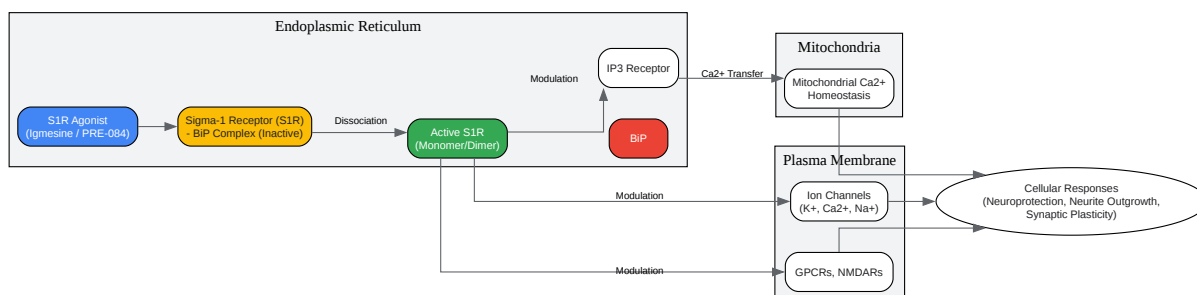 Endoplasmic Reticulum
S1R Agonist
(Igmesine / PRE-084)
Sigma-1 Receptor (S1R)
- BiP Complex (Inactive)
Dissociation
Active S1R
(Monomer/Dimer)
Modulation
IP3 Receptor
BiP
Ca2+ Transfer
Mitochondria
Mitochondrial Ca2+
Homeostasis
Plasma Membrane
Modulation
Ion Channels
(K+, Ca2+, Na+)
Modulation
GPCRs, NMDARs
Cellular Responses
(Neuroprotection, Neurite Outgrowth,
Synaptic Plasticity)